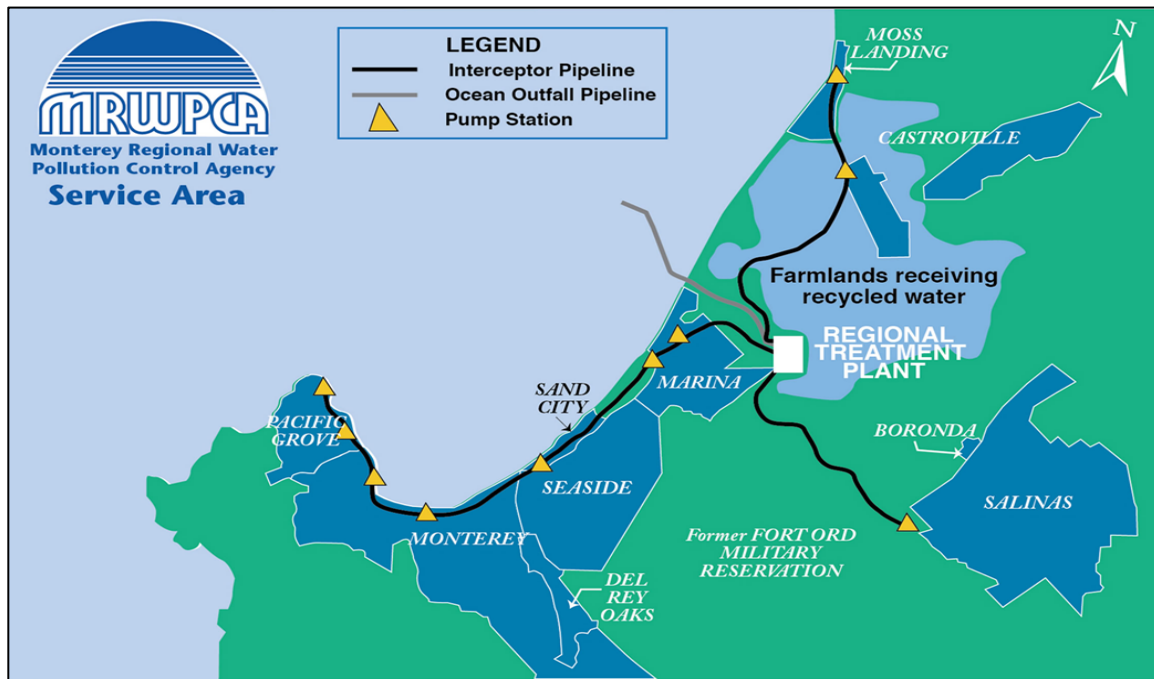 MRWPCA
Monterey Regional Water
Pollution Control Agency
Service Area
LEGEND
Interceptor Pipeline
Ocean Outfall Pipeline
Pump Station
MOSS
LANDING
N
CASTROVILLE
Farmlands receiving
recycled water
REGIONAL
TREATMENT
PLANT
MARINA
SAND
CITY
PACIFIC
GROVE
BORONDA
SEASIDE
SALINAS
MONTEREY
Former FORT ORD
MILITARY
RESERVATION
DEL
REY
OAKS